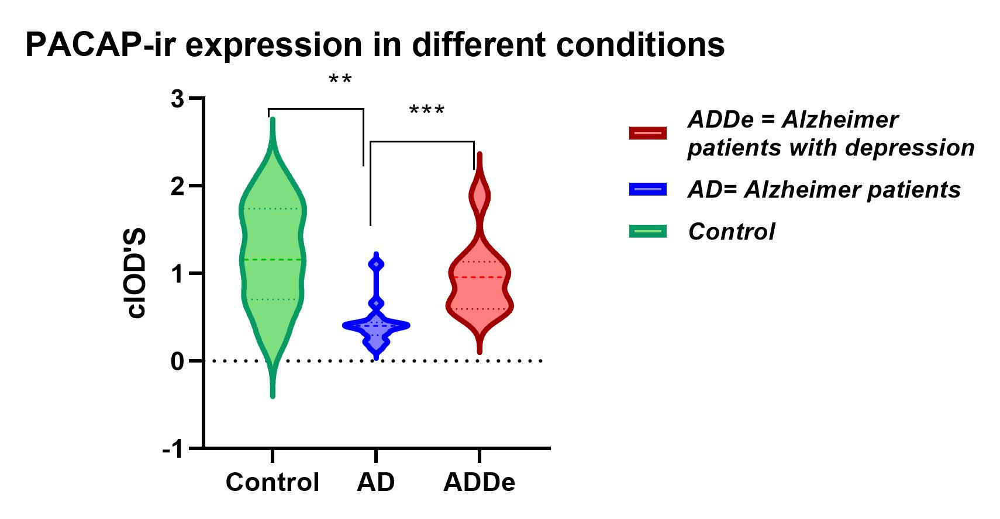 PACAP-ir expression in different conditions
**
***
3
2
1
0
-1
cIOD'S
Control
AD
ADDe
ADDe = Alzheimer
patients with depression
AD= Alzheimer patients
Control